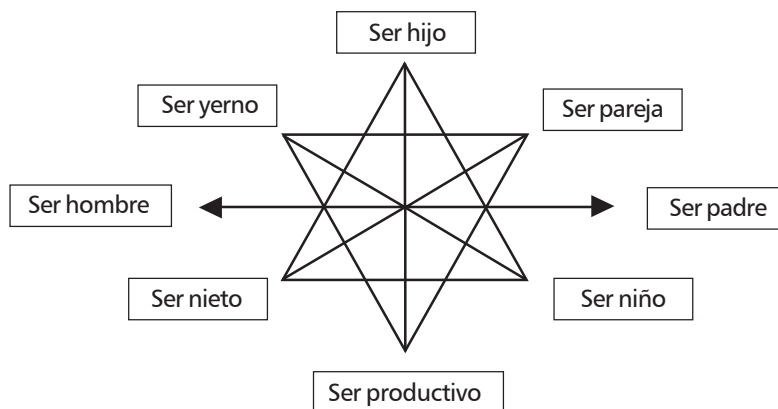 Ser hijo
Ser yerno
Ser pareja
Ser hombre
Ser padre
Ser nieto
Ser niño
Ser productivo